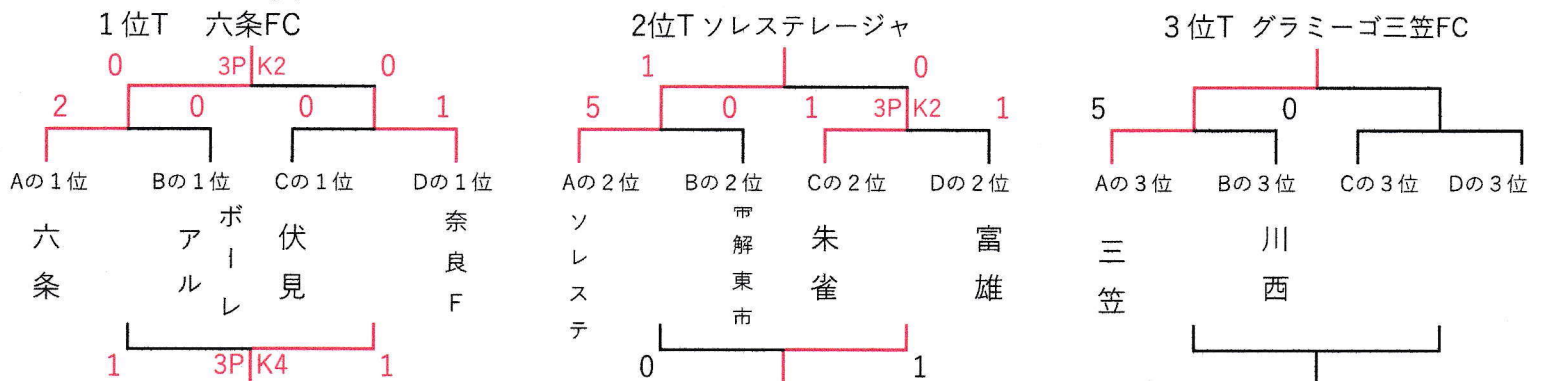 1位T 六条FC
0 3P K2 0
2 0 0 1
Aの1位 Bの1位 Cの1位 Dの1位
六条
アルボーレ
伏見
奈良F
1 3P K4 1
2位T ソレステレージャ
1 0
5 0 1 3P K2 1
Aの2位 Bの2位 Cの2位 Dの2位
ソレステ
帯解東市
朱雀
富雄
0 1
3位T グラミーゴ三笠FC
5 0
Aの3位 Bの3位 Cの3位 Dの3位
三笠
川西